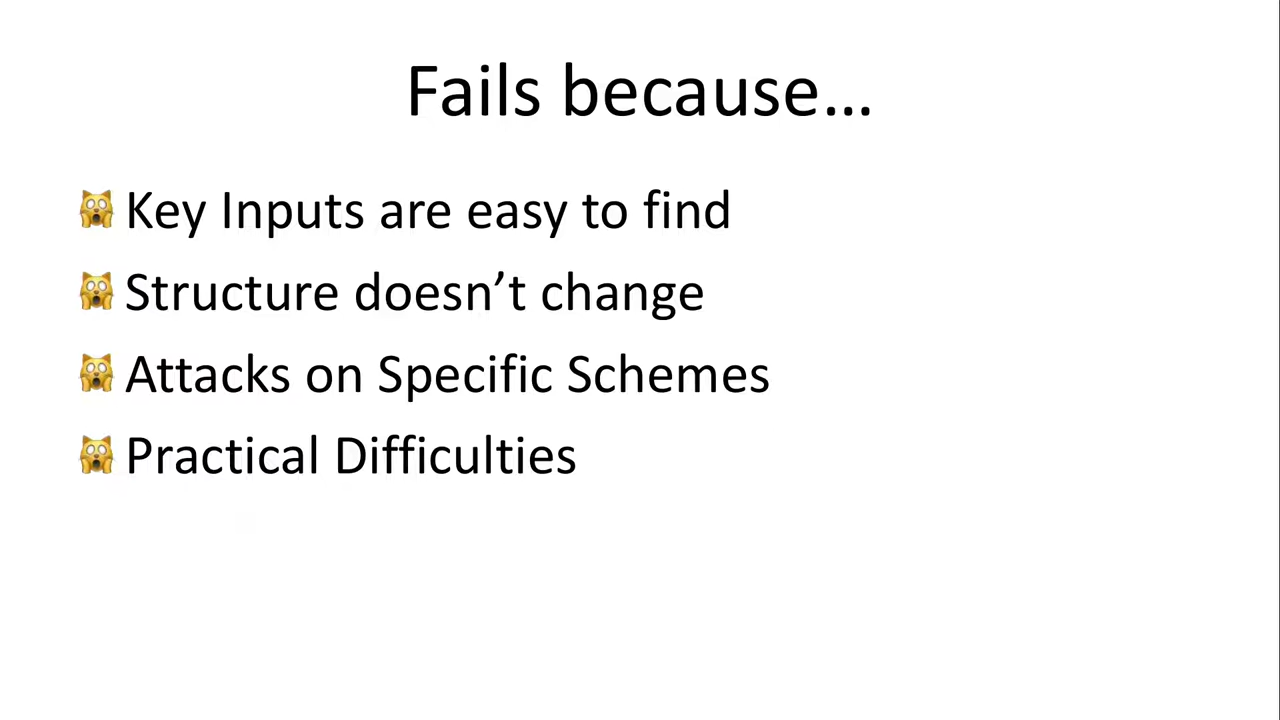 Fails because…
🙀 Key Inputs are easy to find
🙀 Structure doesn’t change
🙀 Attacks on Specific Schemes
🙀 Practical Difficulties